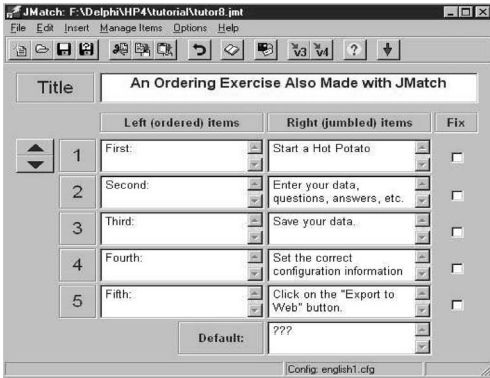 JMatch: F:\Delphi\HP4\tutorial\tutor8.jmt
File Edit Insert Manage Items Options Help
V3 V4 ?
Title
An Ordering Exercise Also Made with JMatch
Left (ordered) items Right (jumbled) items Fix
1 First: Start a Hot Potato
2 Second: Enter your data,
questions, answers, etc.
3 Third: Save your data.
4 Fourth: Set the correct
configuration information
5 Fifth: Click on the "Export to
Web" button.
Default: ???
Config: english1.cfg